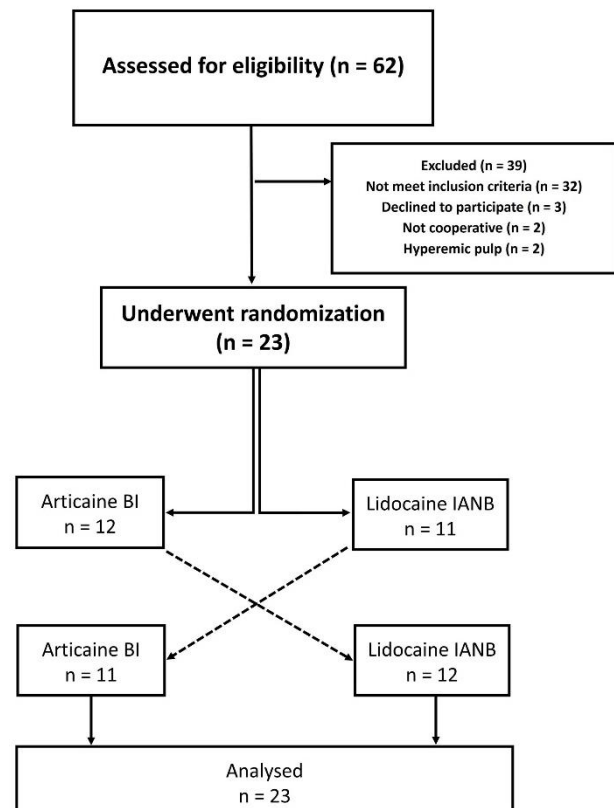 Assessed for eligibility (n = 62)
Excluded (n = 39)
Not meet inclusion criteria (n = 32)
Declined to participate (n = 3)
Not cooperative (n = 2)
Hyperemic pulp (n = 2)
Underwent randomization
(n = 23)
Articaine BI
n = 12
Lidocaine IANB
n = 11
Articaine BI
n = 11
Lidocaine IANB
n = 12
Analysed
n = 23